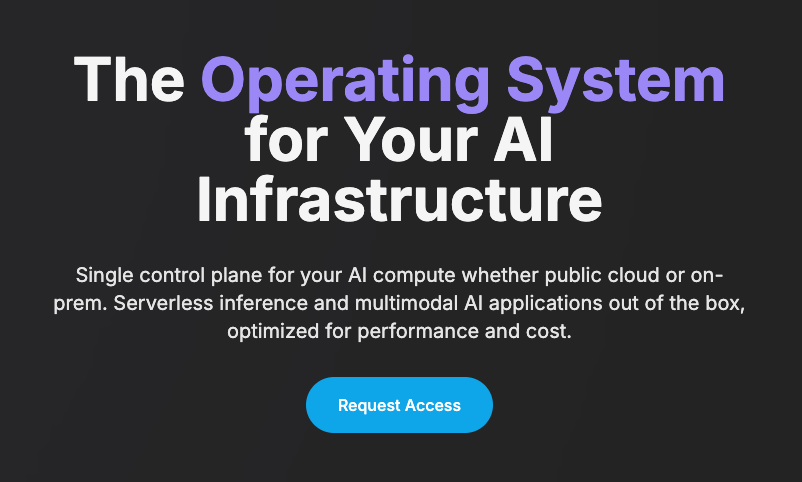 The Operating System
for Your AI
Infrastructure
Single control plane for your AI compute whether public cloud or on-
prem. Serverless inference and multimodal AI applications out of the box,
optimized for performance and cost.
Request Access